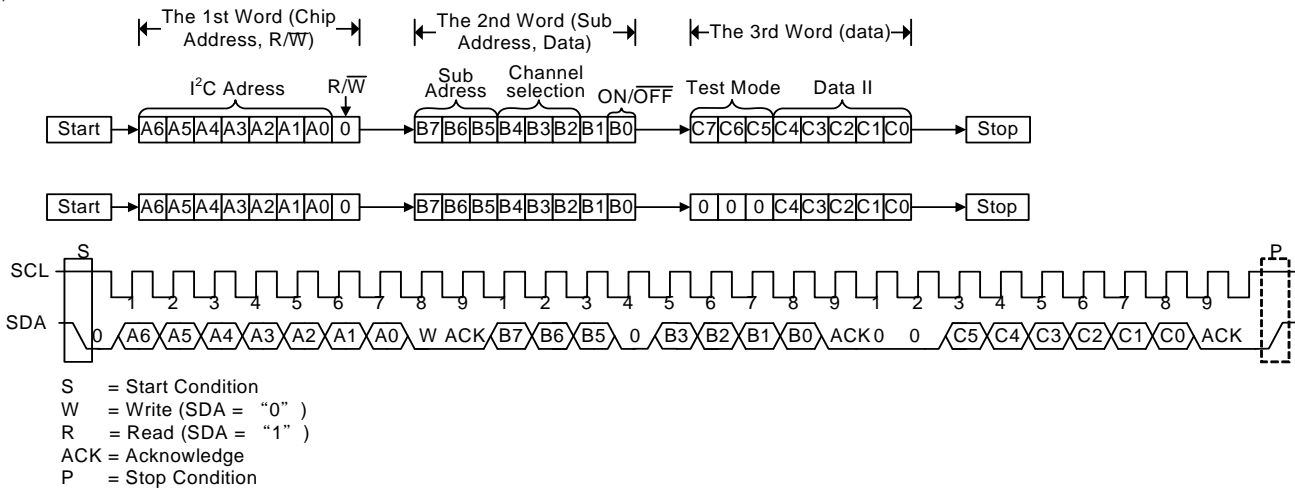 The 1st Word (Chip Address, R/W̅)
The 2nd Word (Sub Address, Data)
The 3rd Word (data)
I²C Adress
R/W̅
Sub Adress
Channel selection
ON/O̅F̅F̅
Test Mode
Data II
Start A6 A5 A4 A3 A2 A1 A0 0 B7 B6 B5 B4 B3 B2 B1 B0 C7 C6 C5 C4 C3 C2 C1 C0 Stop
Start A6 A5 A4 A3 A2 A1 A0 0 B7 B6 B5 B4 B3 B2 B1 B0 0 0 0 C4 C3 C2 C1 C0 Stop
S P
SCL
1 2 3 4 5 6 7 8 9 1 2 3 4 5 6 7 8 9 1 2 3 4 5 6 7 8 9
SDA 0 A6 A5 A4 A3 A2 A1 A0 W ACK B7 B6 B5 0 B3 B2 B1 B0 ACK 0 0 C5 C4 C3 C2 C1 C0 ACK
S = Start Condition
W = Write (SDA = “0” )
R = Read (SDA = “1” )
ACK = Acknowledge
P = Stop Condition